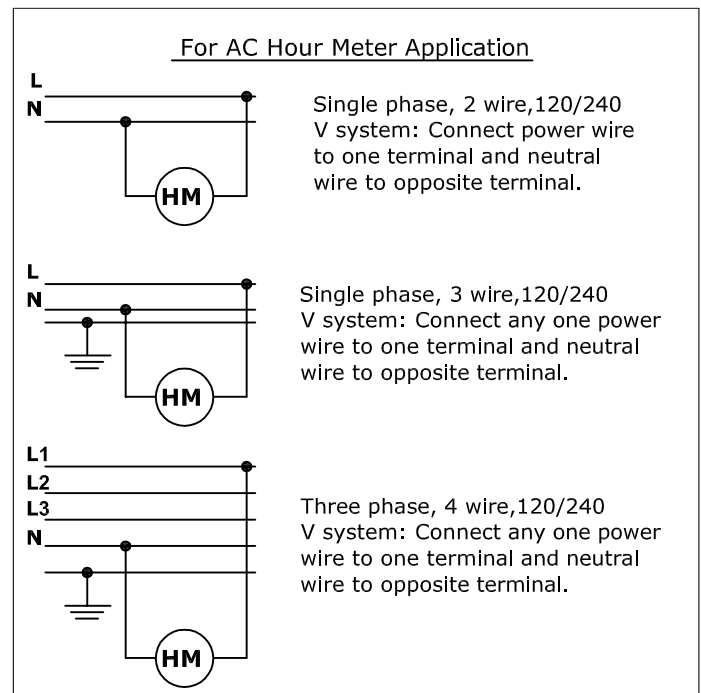 For AC Hour Meter Application
L
N
HM
Single phase, 2 wire,120/240
V system: Connect power wire
to one terminal and neutral
wire to opposite terminal.
L
N
HM
Single phase, 3 wire,120/240
V system: Connect any one power
wire to one terminal and neutral
wire to opposite terminal.
L1
L2
L3
N
HM
Three phase, 4 wire,120/240
V system: Connect any one power
wire to one terminal and neutral
wire to opposite terminal.